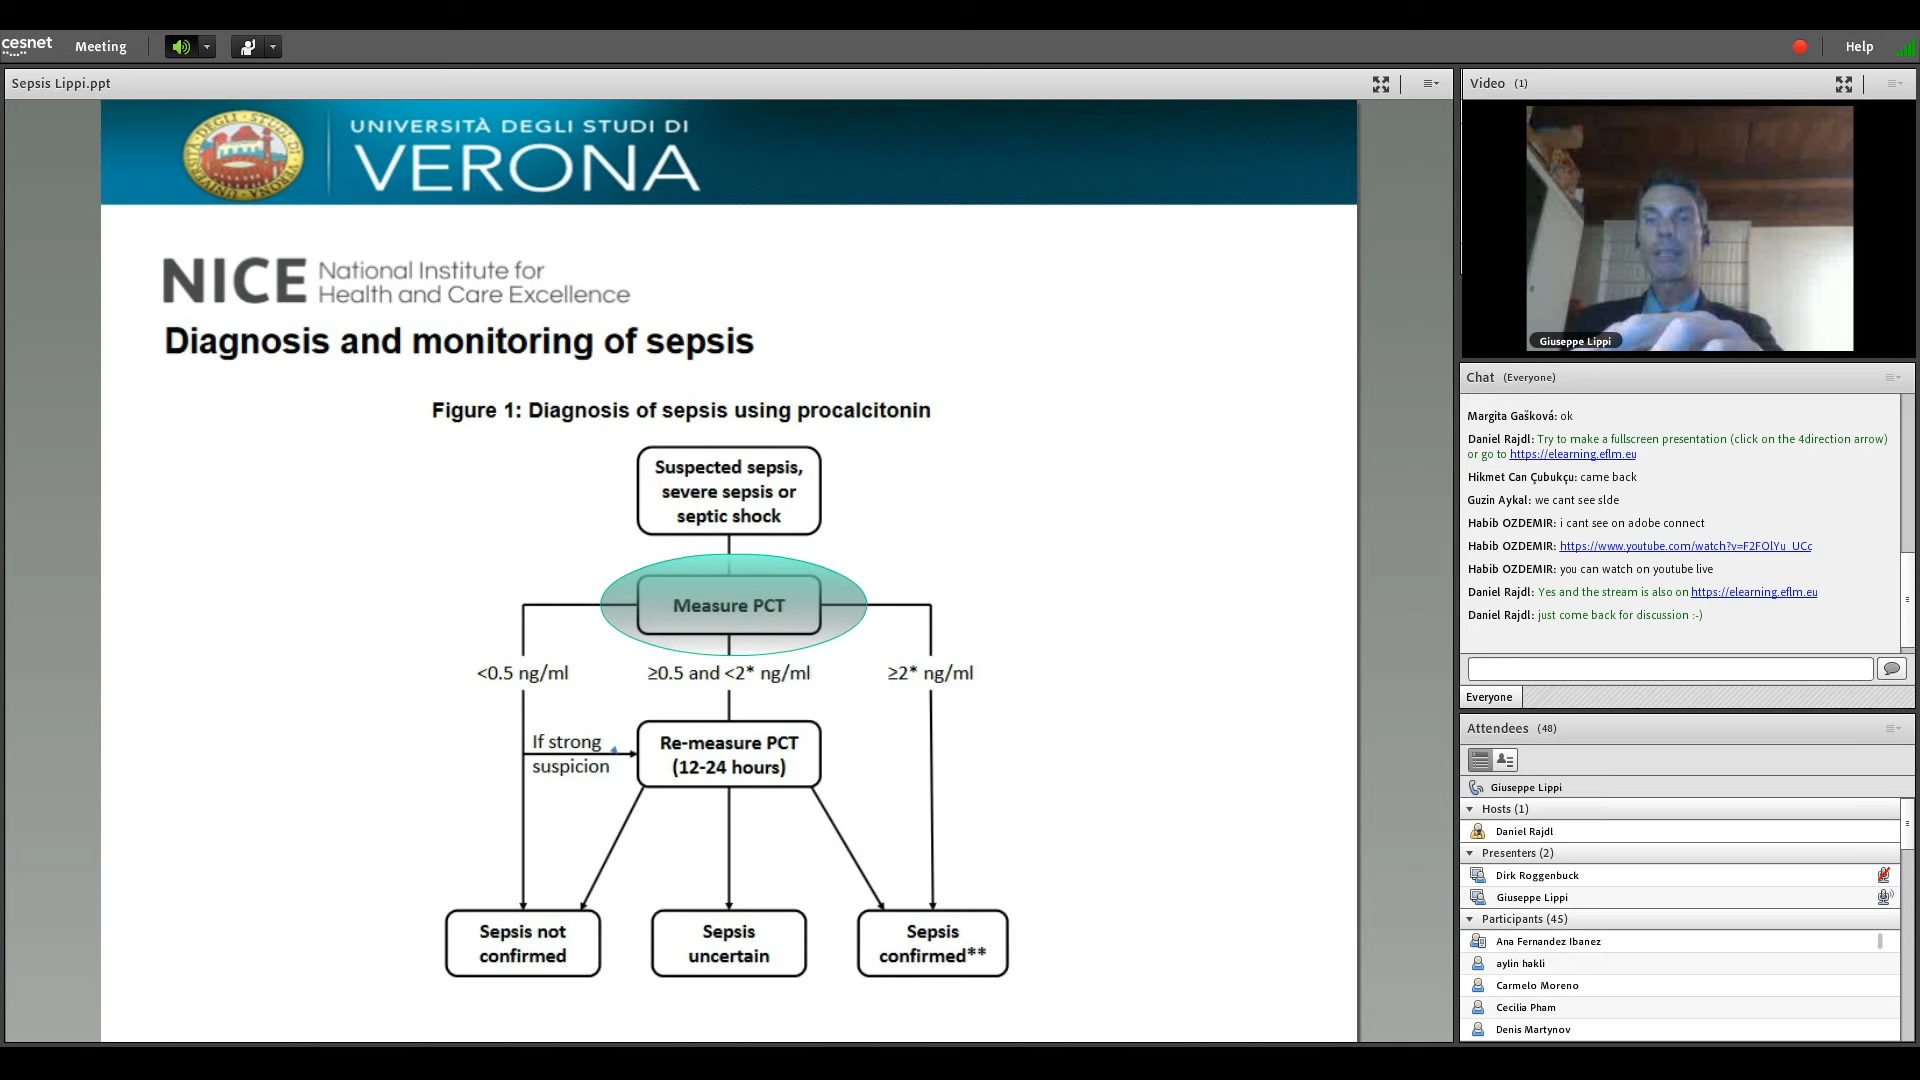 cesnet
Meeting
Help
Sepsis Lippi.ppt
UNIVERSITÀ DEGLI STUDI DI
VERONA
NICE National Institute for
Health and Care Excellence
Diagnosis and monitoring of sepsis
Figure 1: Diagnosis of sepsis using procalcitonin
Suspected sepsis,
severe sepsis or
septic shock
Measure PCT
<0.5 ng/ml
≥0.5 and <2* ng/ml
≥2* ng/ml
If strong
suspicion
Re-measure PCT
(12-24 hours)
Sepsis not
confirmed
Sepsis
uncertain
Sepsis
confirmed**
Video (1)
Giuseppe Lippi
Chat (Everyone)
Margita Gašková: ok
Daniel Rajdl: Try to make a fullscreen presentation (click on the 4direction arrow)
or go to https://elearning.eflm.eu
Hikmet Can Çubukçu: came back
Guzin Aykal: we cant see slde
Habib OZDEMIR: i cant see on adobe connect
Habib OZDEMIR: https://www.youtube.com/watch?v=F2FOlYu_UCc
Habib OZDEMIR: you can watch on youtube live
Daniel Rajdl: Yes and the stream is also on https://elearning.eflm.eu
Daniel Rajdl: just come back for discussion :-)
Everyone
Attendees (48)
Giuseppe Lippi
Hosts (1)
Daniel Rajdl
Presenters (2)
Dirk Roggenbuck
Giuseppe Lippi
Participants (45)
Ana Fernandez Ibanez
aylin hakli
Carmelo Moreno
Cecilia Pham
Denis Martynov